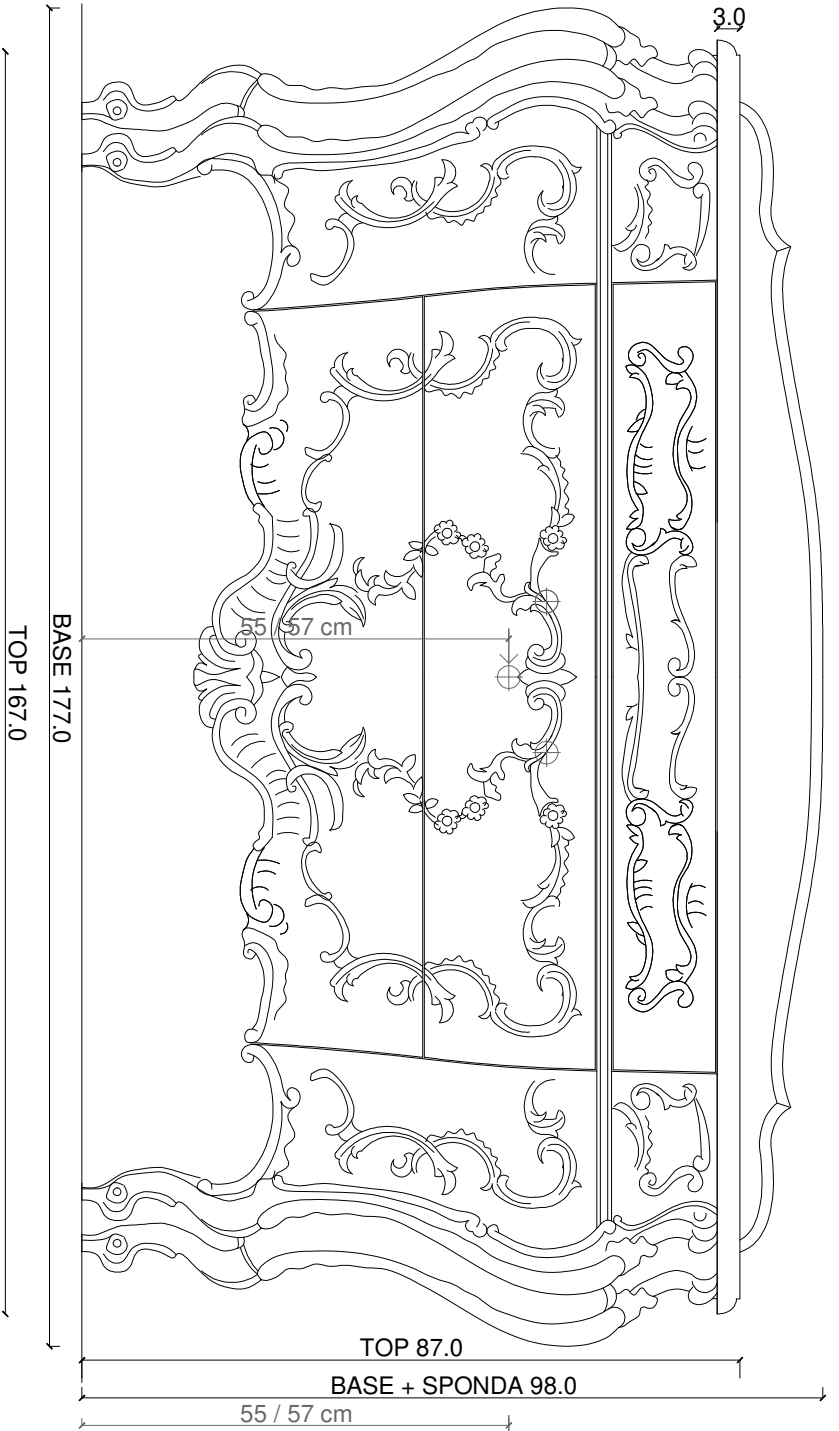 3.0
55 / 57 cm
BASE 177.0
TOP 167.0
TOP 87.0
BASE + SPONDA 98.0
55 / 57 cm